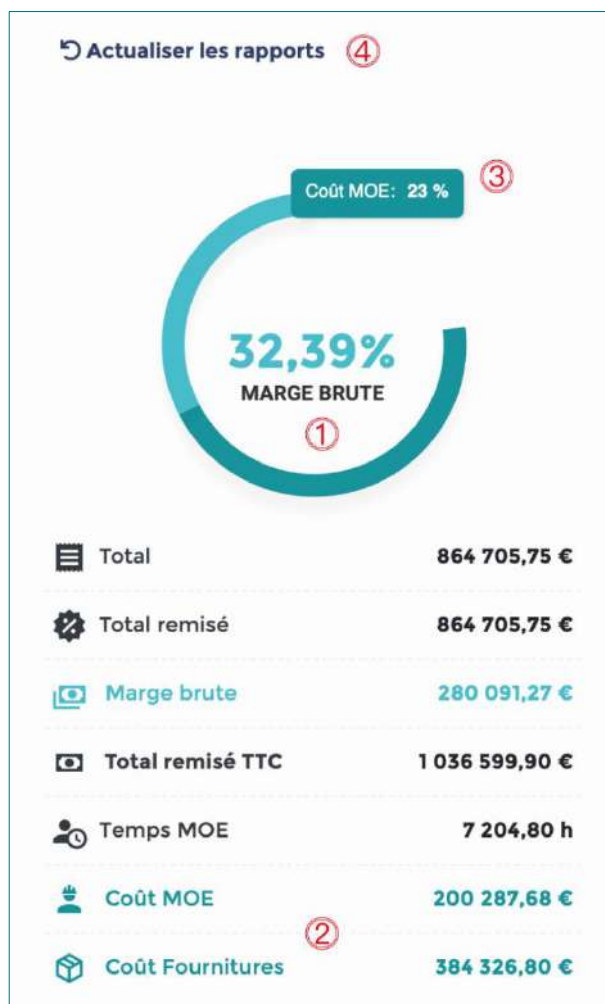 Actualiser les rapports ④
Coût MOE: 23 % ③
32,39%
MARGE BRUTE
①
Total 864 705,75 €
Total remisé 864 705,75 €
Marge brute 280 091,27 €
Total remisé TTC 1 036 599,90 €
Temps MOE 7 204,80 h
Coût MOE 200 287,68 €
②
Coût Fournitures 384 326,80 €